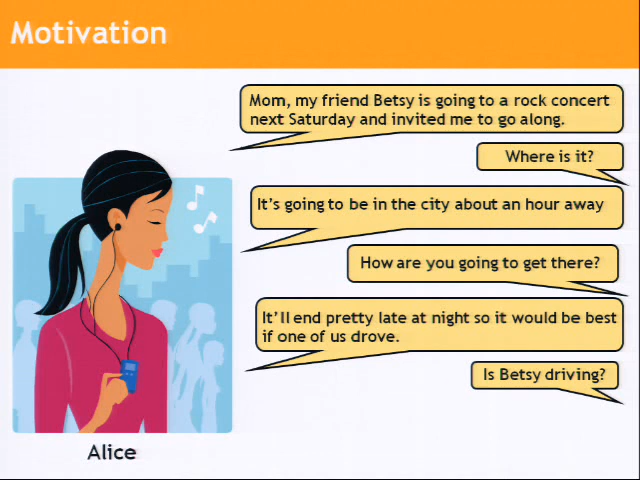 Motivation
Mom, my friend Betsy is going to a rock concert
next Saturday and invited me to go along.
Where is it?
It's going to be in the city about an hour away
How are you going to get there?
It'll end pretty late at night so it would be best
if one of us drove.
Is Betsy driving?
Alice